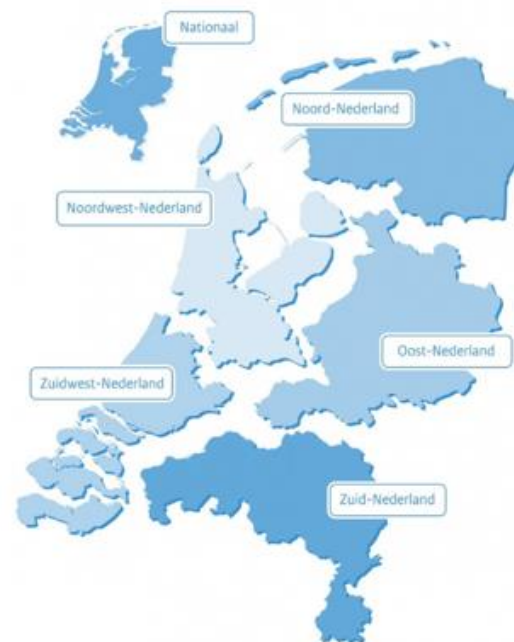 Nationaal
Noord-Nederland
Noordwest-Nederland
Oost-Nederland
Zuidwest-Nederland
Zuid-Nederland